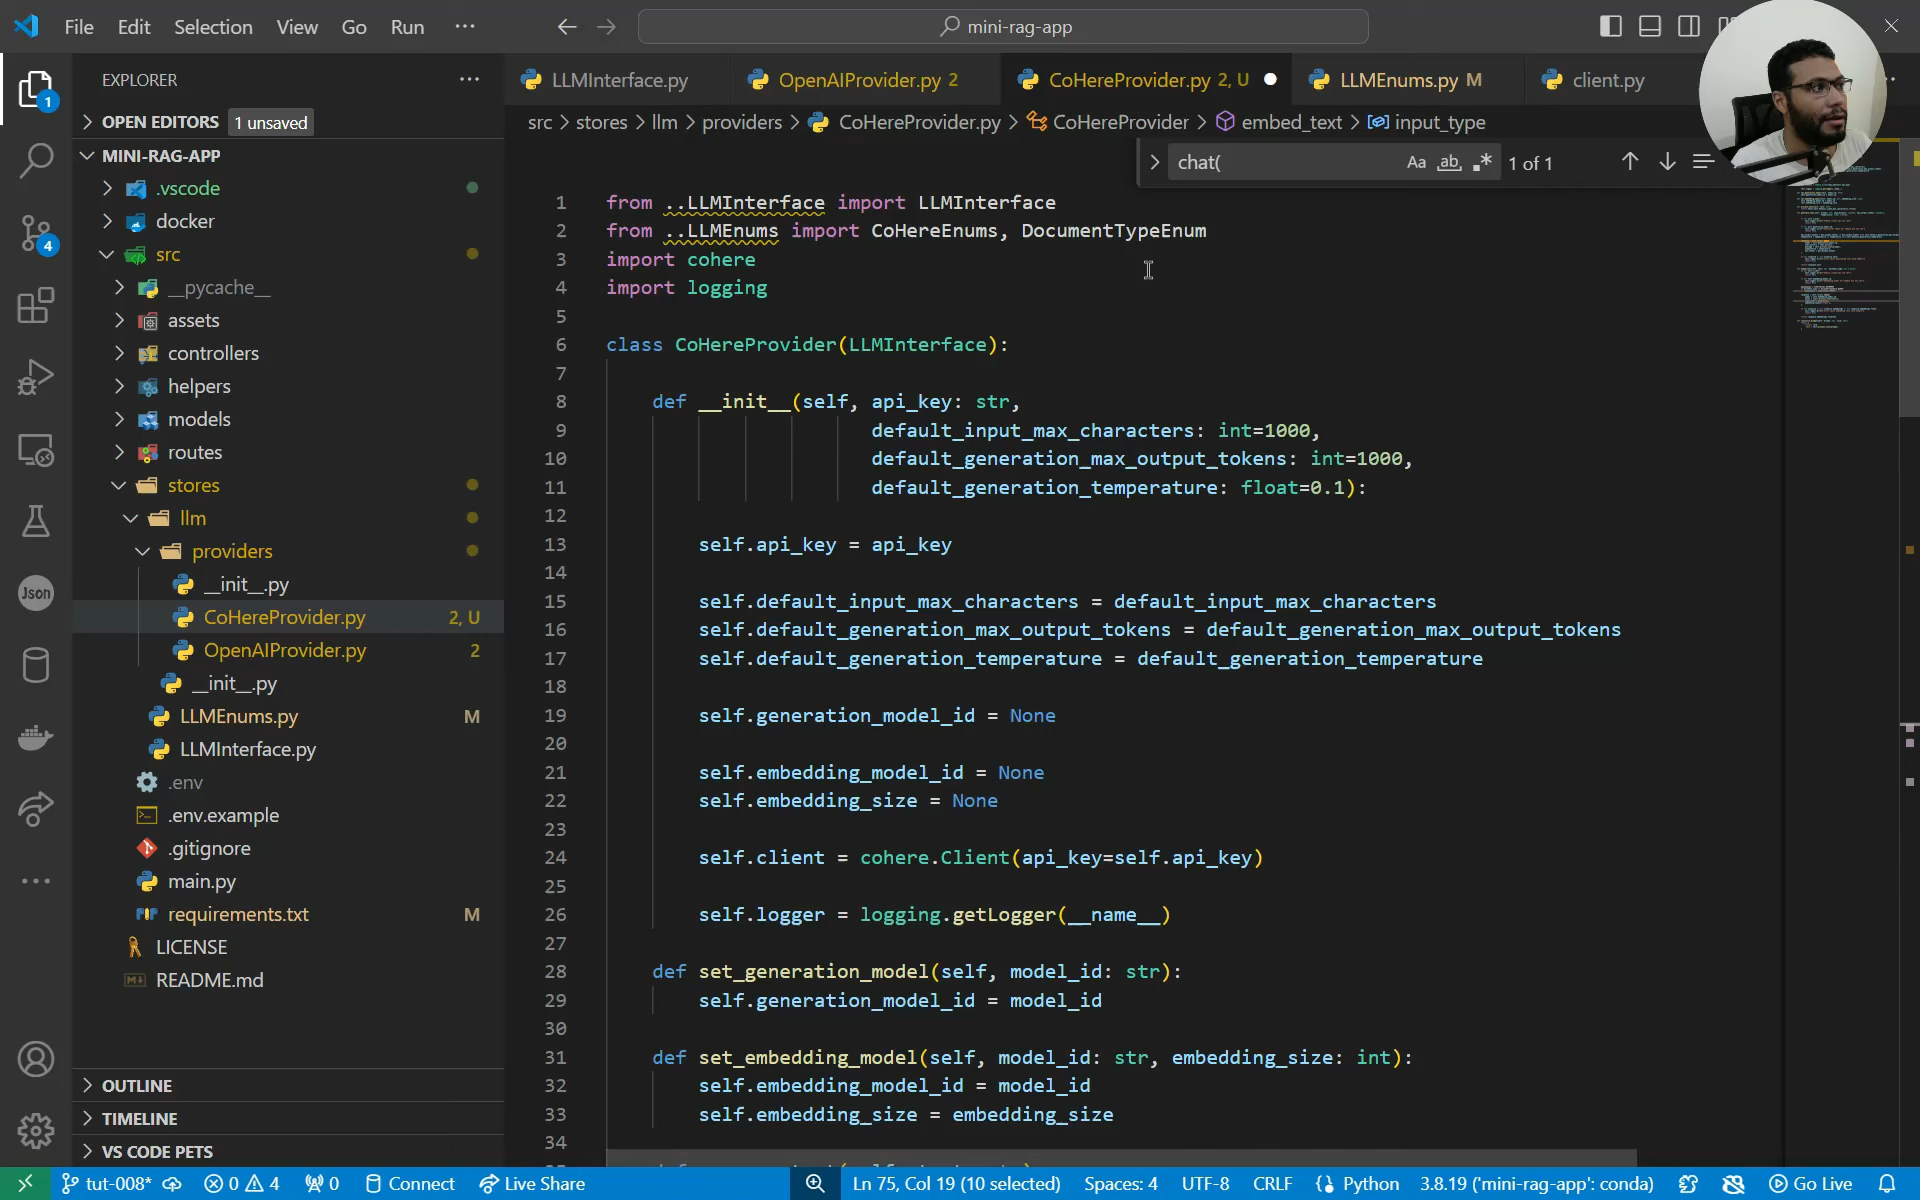 File Edit Selection View Go Run ···
mini-rag-app
EXPLORER
LLMInterface.py
OpenAIProvider.py 2
CoHereProvider.py 2, U
LLMEnums.py M
client.py
OPEN EDITORS 1 unsaved
src > stores > llm > providers > CoHereProvider.py > CoHereProvider > embed_text > input_type
chat( Aa ab 1 of 1
MINI-RAG-APP
.vscode
docker
src
__pycache__
assets
controllers
helpers
models
routes
stores
llm
providers
__init__.py
CoHereProvider.py 2, U
OpenAIProvider.py 2
__init__.py
LLMEnums.py M
LLMInterface.py
.env
.env.example
.gitignore
main.py
requirements.txt M
LICENSE
README.md
OUTLINE
TIMELINE
VS CODE PETS
1
4
Json
1 from ..LLMInterface import LLMInterface
2 from ..LLMEnums import CoHereEnums, DocumentTypeEnum
3 import cohere
4 import logging
5
6 class CoHereProvider(LLMInterface):
7
8 def __init__(self, api_key: str,
9 default_input_max_characters: int=1000,
10 default_generation_max_output_tokens: int=1000,
11 default_generation_temperature: float=0.1):
12
13 self.api_key = api_key
14
15 self.default_input_max_characters = default_input_max_characters
16 self.default_generation_max_output_tokens = default_generation_max_output_tokens
17 self.default_generation_temperature = default_generation_temperature
18
19 self.generation_model_id = None
20
21 self.embedding_model_id = None
22 self.embedding_size = None
23
24 self.client = cohere.Client(api_key=self.api_key)
25
26 self.logger = logging.getLogger(__name__)
27
28 def set_generation_model(self, model_id: str):
29 self.generation_model_id = model_id
30
31 def set_embedding_model(self, model_id: str, embedding_size: int):
32 self.embedding_model_id = model_id
33 self.embedding_size = embedding_size
34
tut-008* 0 4 0 Connect Live Share Ln 75, Col 19 (10 selected) Spaces: 4 UTF-8 CRLF Python 3.8.19 ('mini-rag-app': conda) Go Live